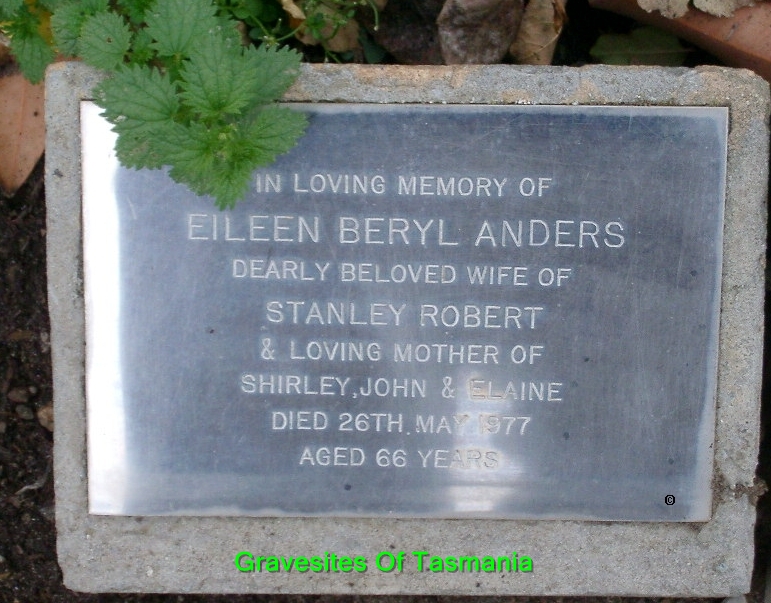 IN LOVING MEMORY OF
EILEEN BERYL ANDERS
DEARLY BELOVED WIFE OF
STANLEY ROBERT
& LOVING MOTHER OF
SHIRLEY, JOHN & ELAINE
DIED 26TH. MAY 1977
AGED 66 YEARS
©
Gravesites Of Tasmania